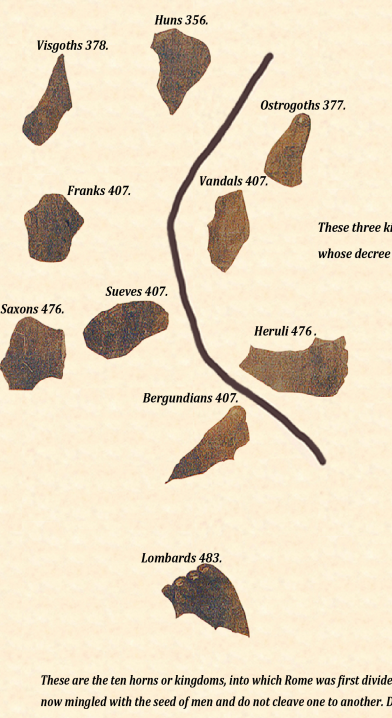 Huns 356.
Visgoths 378.
Ostrogoths 377.
Vandals 407.
Franks 407.
These three
whose decree
Sueves 407.
Saxons 476.
Heruli 476 .
Bergundians 407.
Lombards 483.
These are the ten horns or kingdoms, into which Rome was first divide
now mingled with the seed of men and do not cleave one to another.